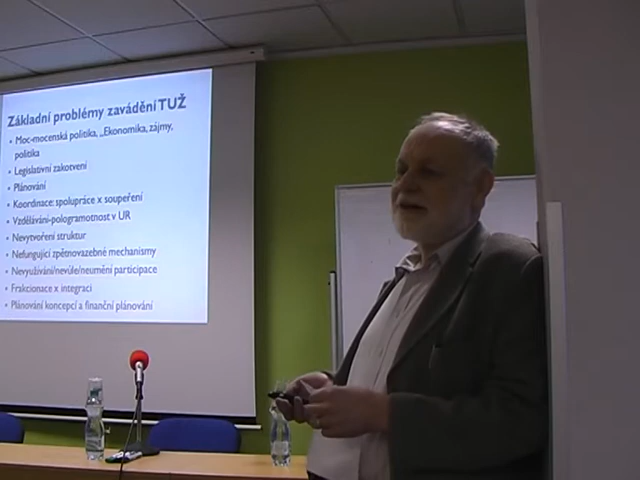 Základní problémy zavádění TUŽ
• Moc-mocenská politika, „Ekonomika, zájmy,
politika
• Legislativní zakotvení
• Plánování
• Koordinace: spolupráce x soupeření
• Vzdělávání-pologramotnost v UR
• Nevytvoření struktur
• Nefungující zpětnovazebné mechanismy
• Nevyužívání/nevůle/neumění participace
• Frakcionace x integraci
• Plánování koncepcí a finanční plánování